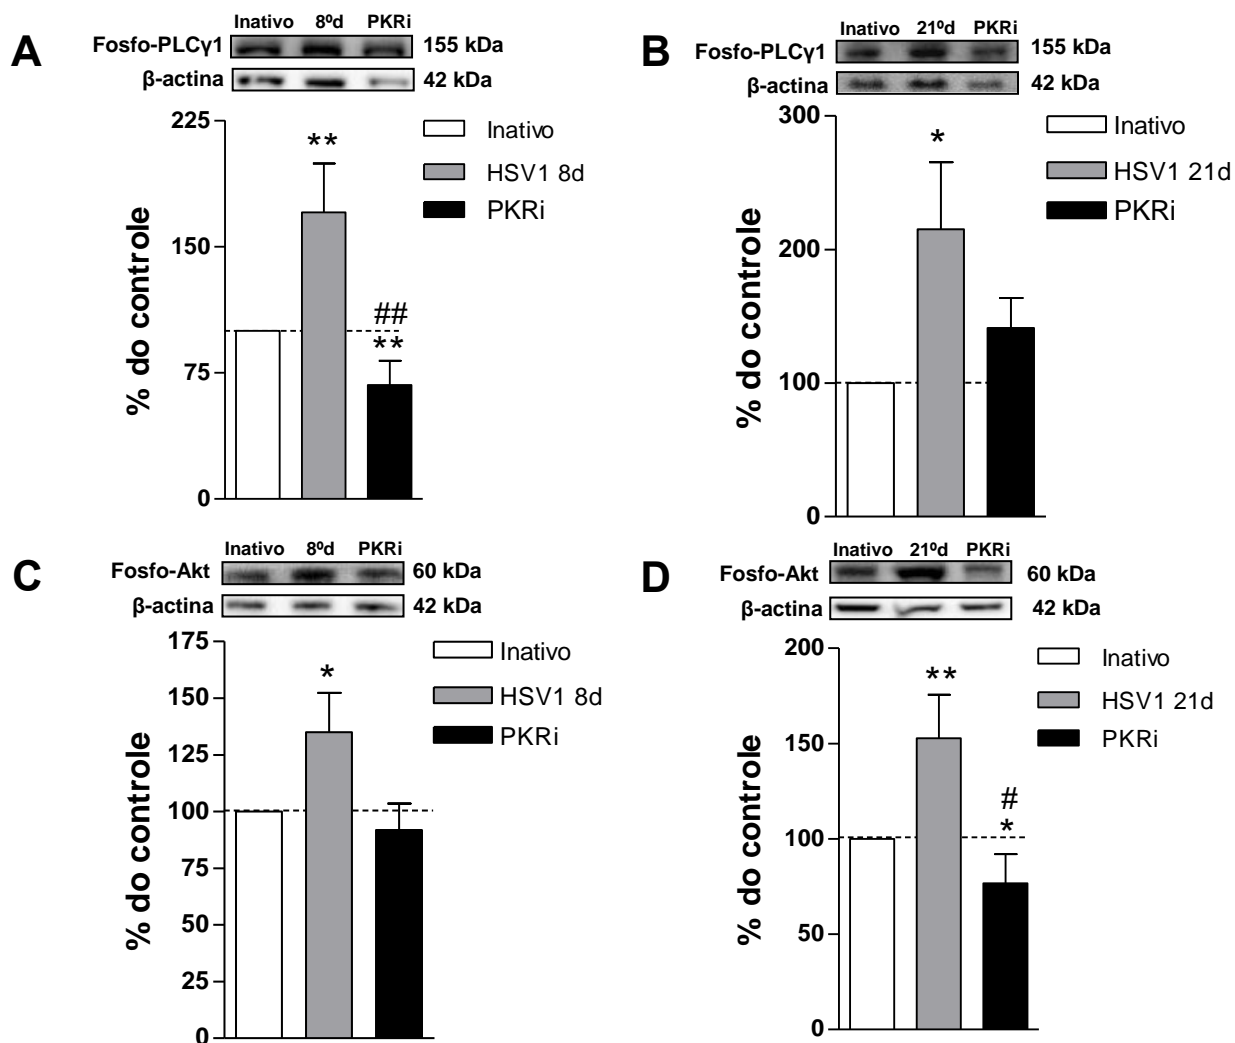 A
Inativo 8ºd PKRi
Fosfo-PLCγ1 155 kDa
β-actina 42 kDa
225
150
75
0
% do controle
**
##
**
Inativo
HSV1 8d
PKRi
B
Inativo 21ºd PKRi
Fosfo-PLCγ1 155 kDa
β-actina 42 kDa
300
200
100
0
% do controle
*
Inativo
HSV1 21d
PKRi
C
Inativo 8ºd PKRi
Fosfo-Akt 60 kDa
β-actina 42 kDa
175
150
125
100
75
50
25
0
% do controle
*
Inativo
HSV1 8d
PKRi
D
Inativo 21ºd PKRi
Fosfo-Akt 60 kDa
β-actina 42 kDa
200
150
100
50
0
% do controle
**
#
*
Inativo
HSV1 21d
PKRi